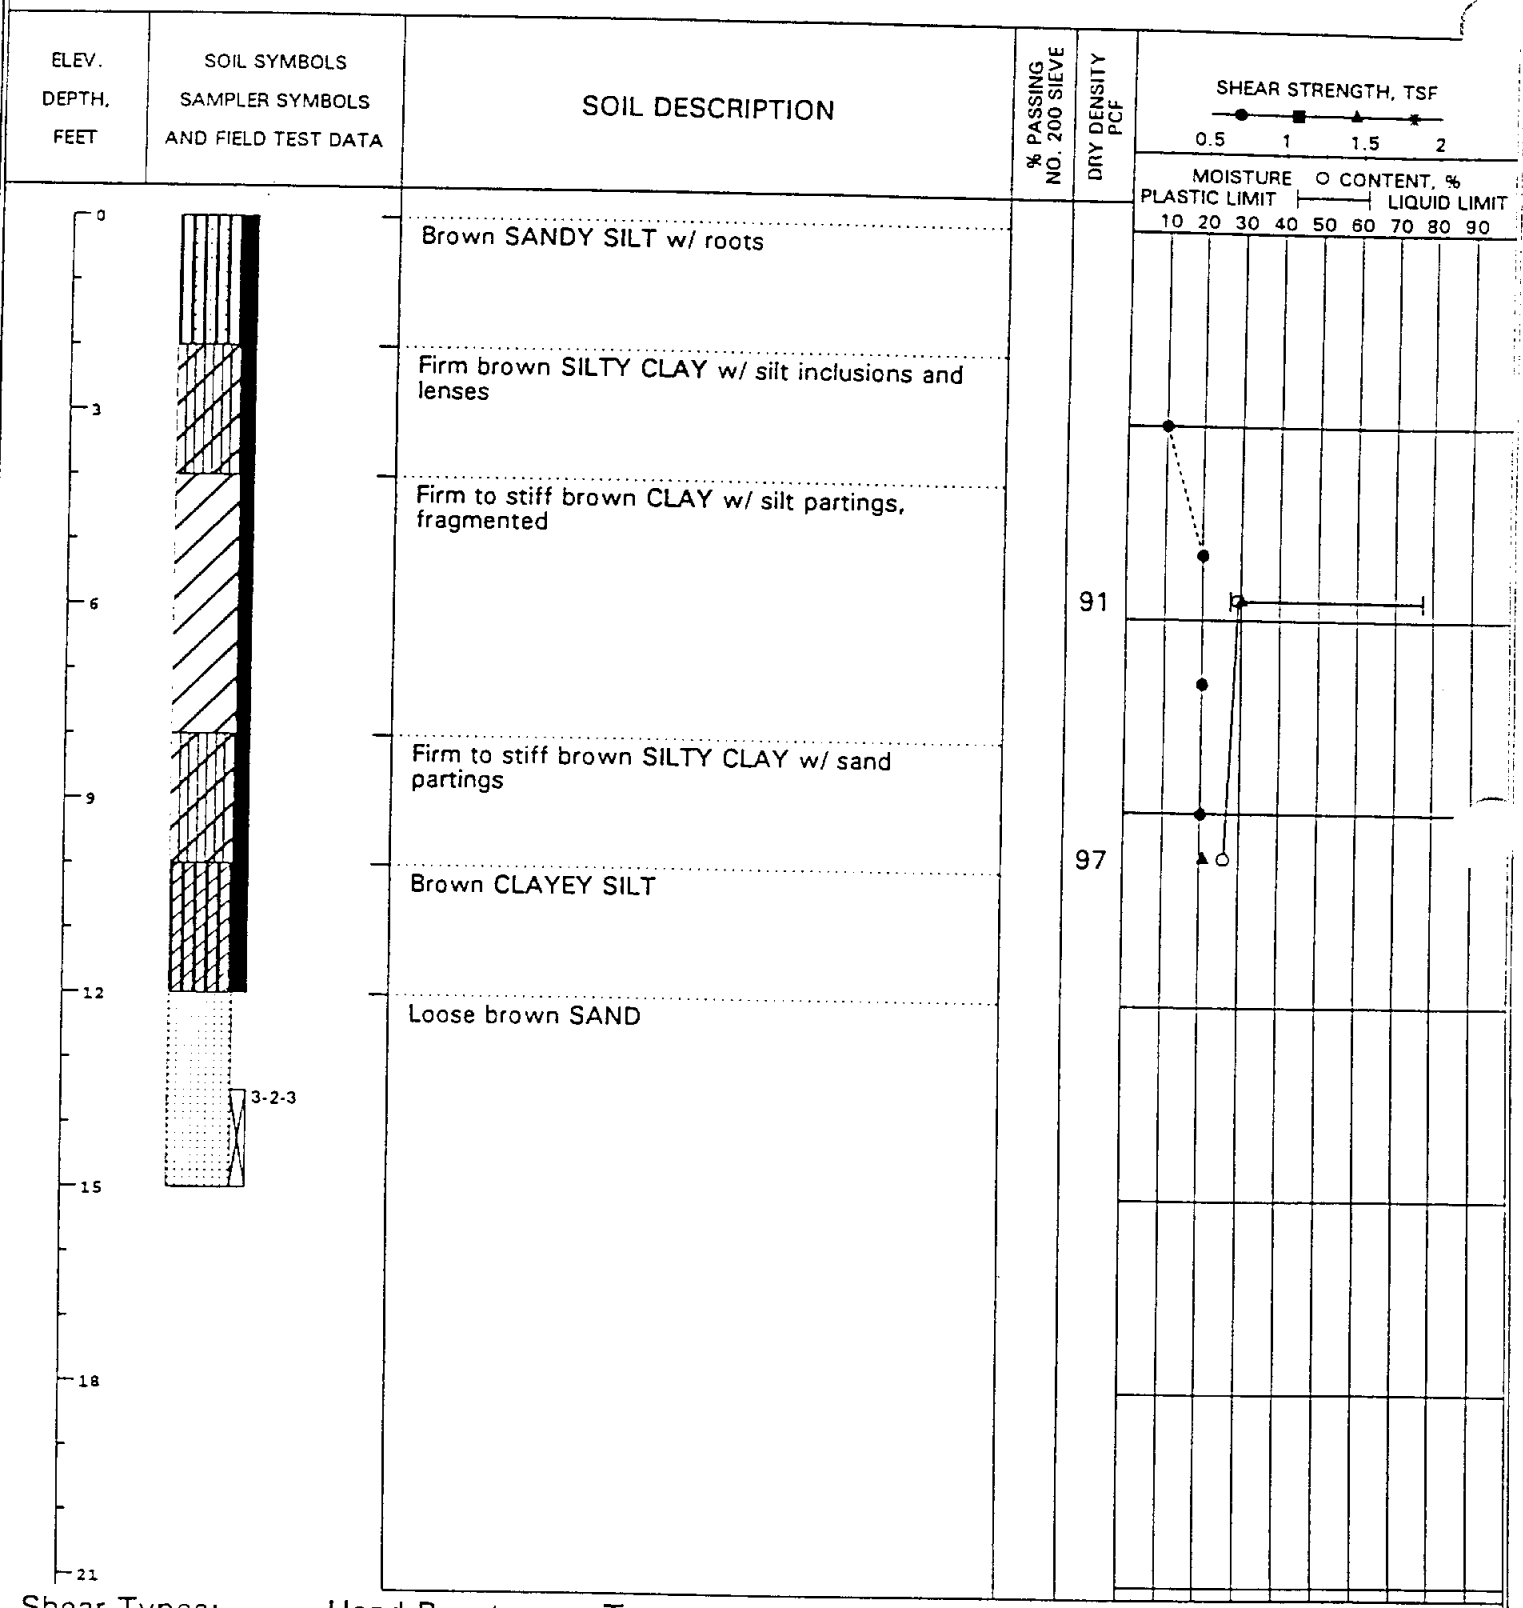 ELEV.
DEPTH,
FEET
SOIL SYMBOLS
SAMPLER SYMBOLS
AND FIELD TEST DATA
SOIL DESCRIPTION
% PASSING
NO. 200 SIEVE
DRY DENSITY
PCF
SHEAR STRENGTH, TSF
0.5 1 1.5 2
MOISTURE O CONTENT, %
PLASTIC LIMIT LIQUID LIMIT
10 20 30 40 50 60 70 80 90
0
Brown SANDY SILT w/ roots
Firm brown SILTY CLAY w/ silt inclusions and
lenses
3
Firm to stiff brown CLAY w/ silt partings,
fragmented
6
91
Firm to stiff brown SILTY CLAY w/ sand
partings
9
97
Brown CLAYEY SILT
12
Loose brown SAND
3-2-3
15
18
21
Shear Types: